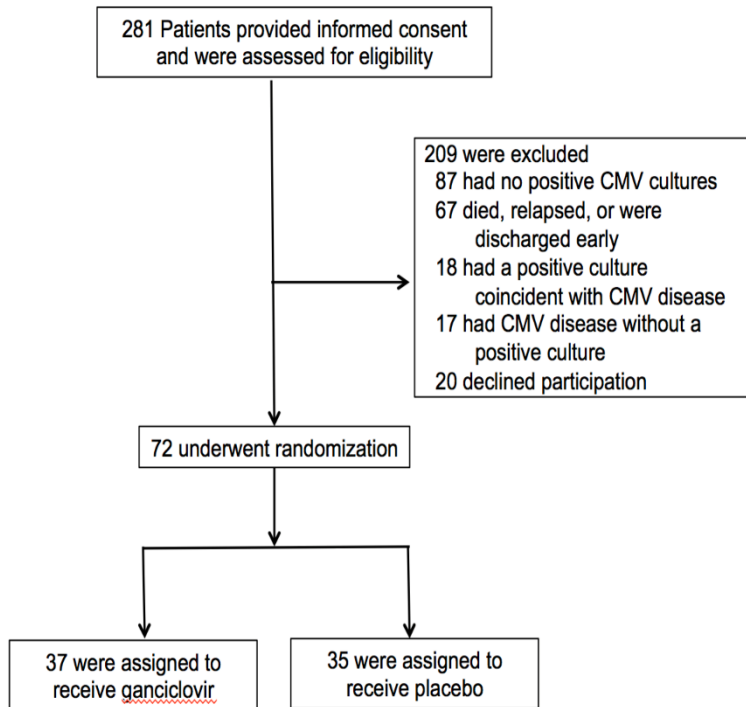 281 Patients provided informed consent
and were assessed for eligibility
209 were excluded
87 had no positive CMV cultures
67 died, relapsed, or were
discharged early
18 had a positive culture
coincident with CMV disease
17 had CMV disease without a
positive culture
20 declined participation
72 underwent randomization
37 were assigned to
receive ganciclovir
35 were assigned to
receive placebo